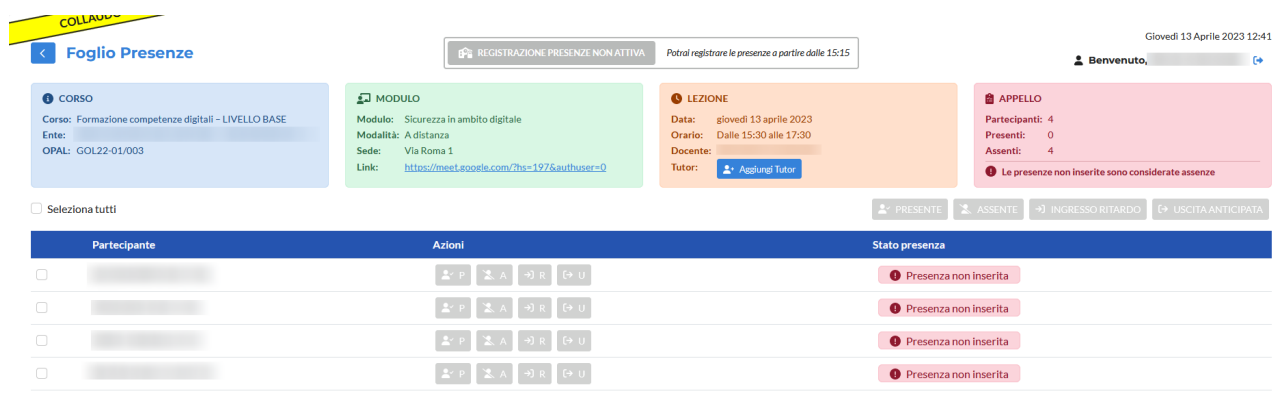 COLLAUDO
Giovedì 13 Aprile 2023 12:41
Foglio Presenze
REGISTRAZIONE PRESENZE NON ATTIVA
Potrai registrare le presenze a partire dalle 15:15
Benvenuto,
CORSO
Corso: Formazione competenze digitali - LIVELLO BASE
Ente:
OPAL: GOL22-01/003
MODULO
Modulo: Sicurezza in ambito digitale
Modalità: A distanza
Sede: Via Roma 1
Link: https://meet.google.com/?hs=197&authuser=0
LEZIONE
Data: giovedì 13 aprile 2023
Orario: Dalle 15:30 alle 17:30
Docente:
Tutor: Aggiungi Tutor
APPELLO
Partecipanti: 4
Presenti: 0
Assenti: 4
Le presenze non inserite sono considerate assenze
Seleziona tutti
PRESENTE ASSENTE INGRESSO RITARDO USCITA ANTICIPATA
Partecipante Azioni Stato presenza
P A R U Presenza non inserita
P A R U Presenza non inserita
P A R U Presenza non inserita
P A R U Presenza non inserita